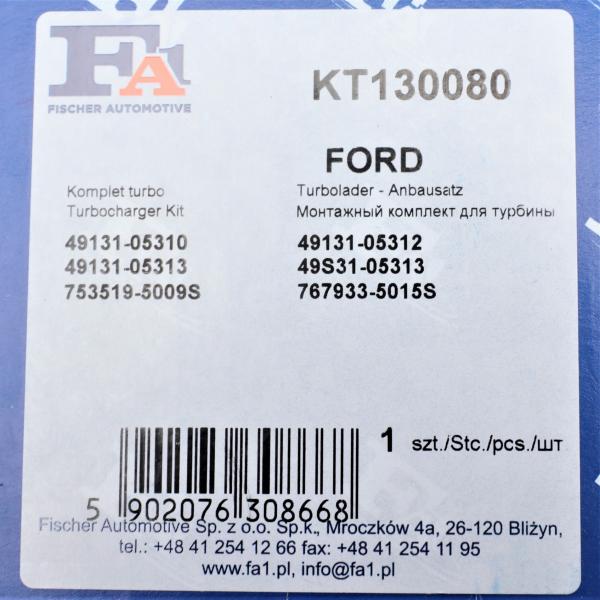 FA1
FISCHER AUTOMOTIVE
KT130080
FORD
Komplet turbo
Turbocharger Kit
Turbolader - Anbausatz
Монтажный комплект для турбины
49131-05310
49131-05312
49131-05313
49S31-05313
753519-5009S
767933-5015S
1 szt./Stc./pcs./шт
5 902076 308668
Fischer Automotive Sp. z o.o. Sp.k., Mroczków 4a, 26-120 Bliżyn,
tel.: +48 41 254 12 66 fax: +48 41 254 11 95
www.fa1.pl, info@fa1.pl